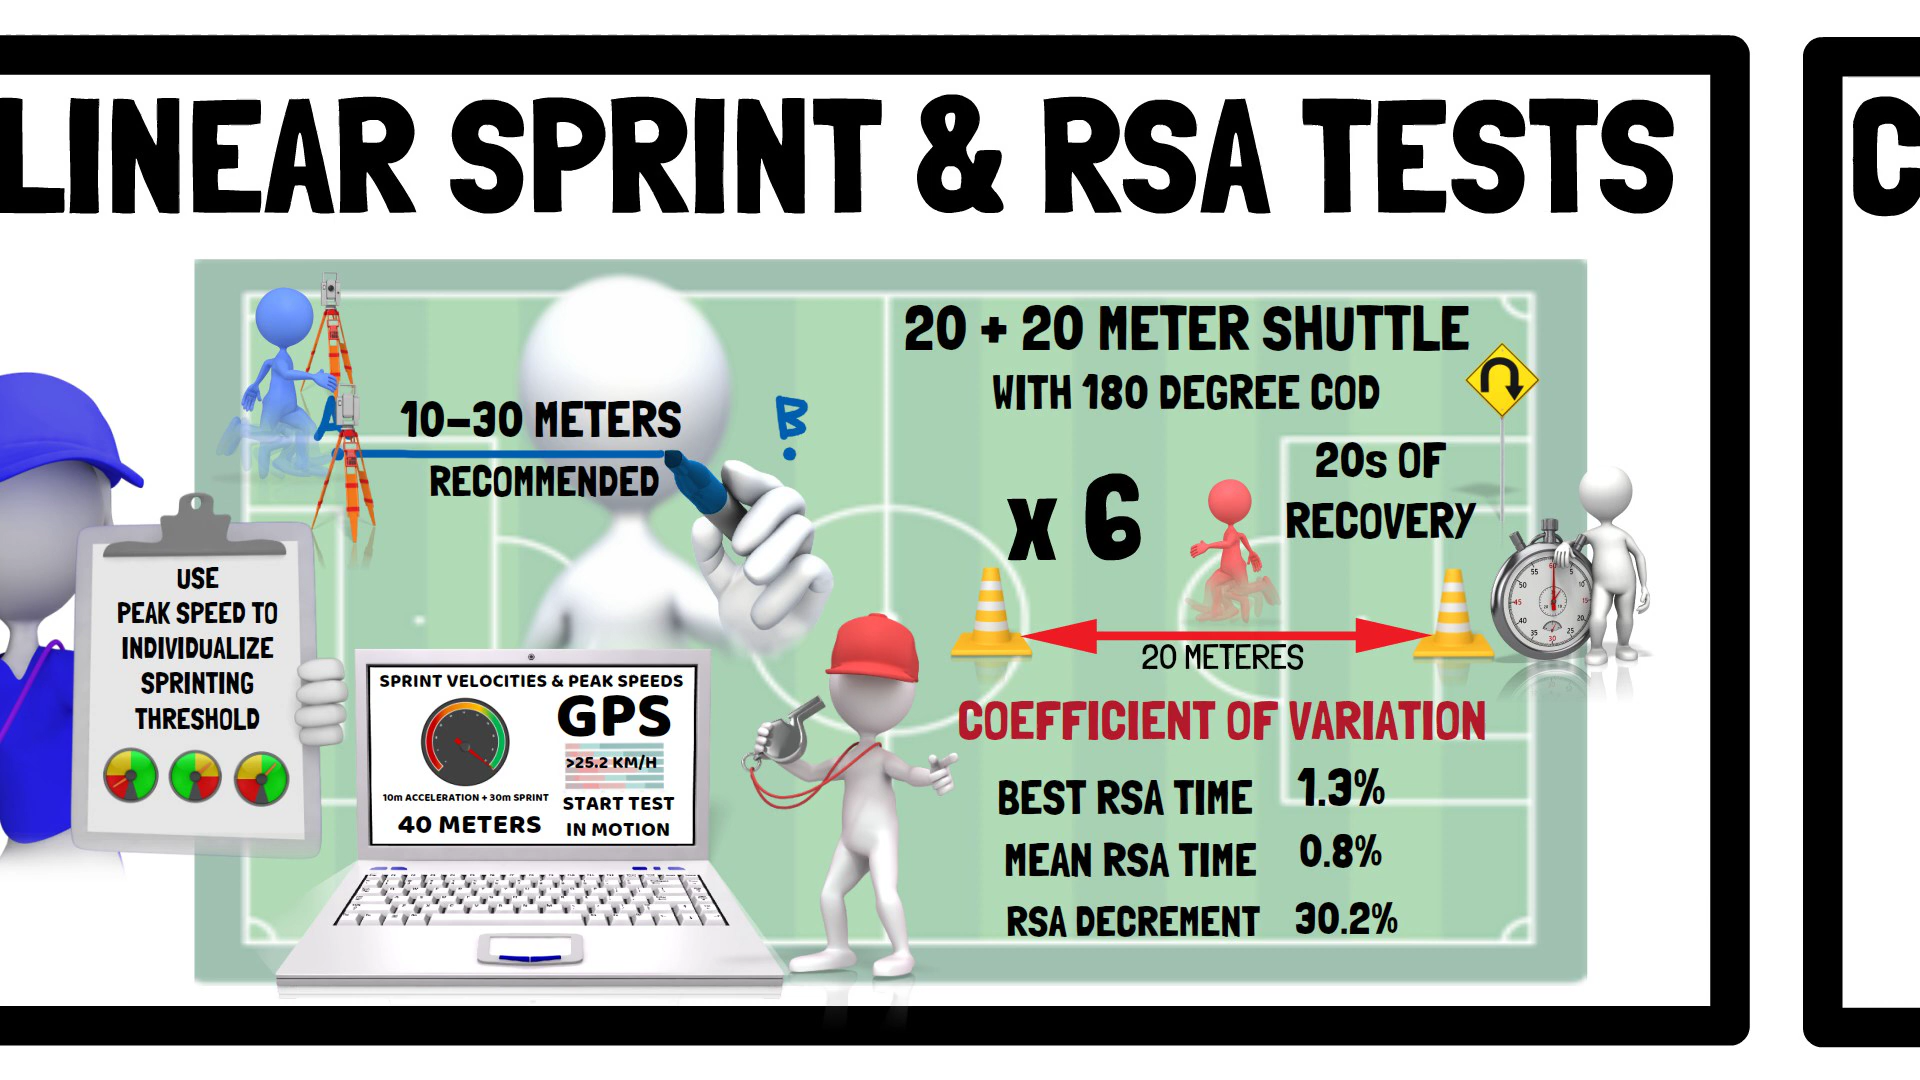 LINEAR SPRINT & RSA TESTS
C
A
10-30 METERS
RECOMMENDED
B
20 + 20 METER SHUTTLE
WITH 180 DEGREE COD
x 6
20s OF
RECOVERY
20 METERES
USE
PEAK SPEED TO
INDIVIDUALIZE
SPRINTING
THRESHOLD
SPRINT VELOCITIES & PEAK SPEEDS
GPS
>25.2 KM/H
10m ACCELERATION + 30m SPRINT
40 METERS
START TEST
IN MOTION
COEFFICIENT OF VARIATION
BEST RSA TIME 1.3%
MEAN RSA TIME 0.8%
RSA DECREMENT 30.2%